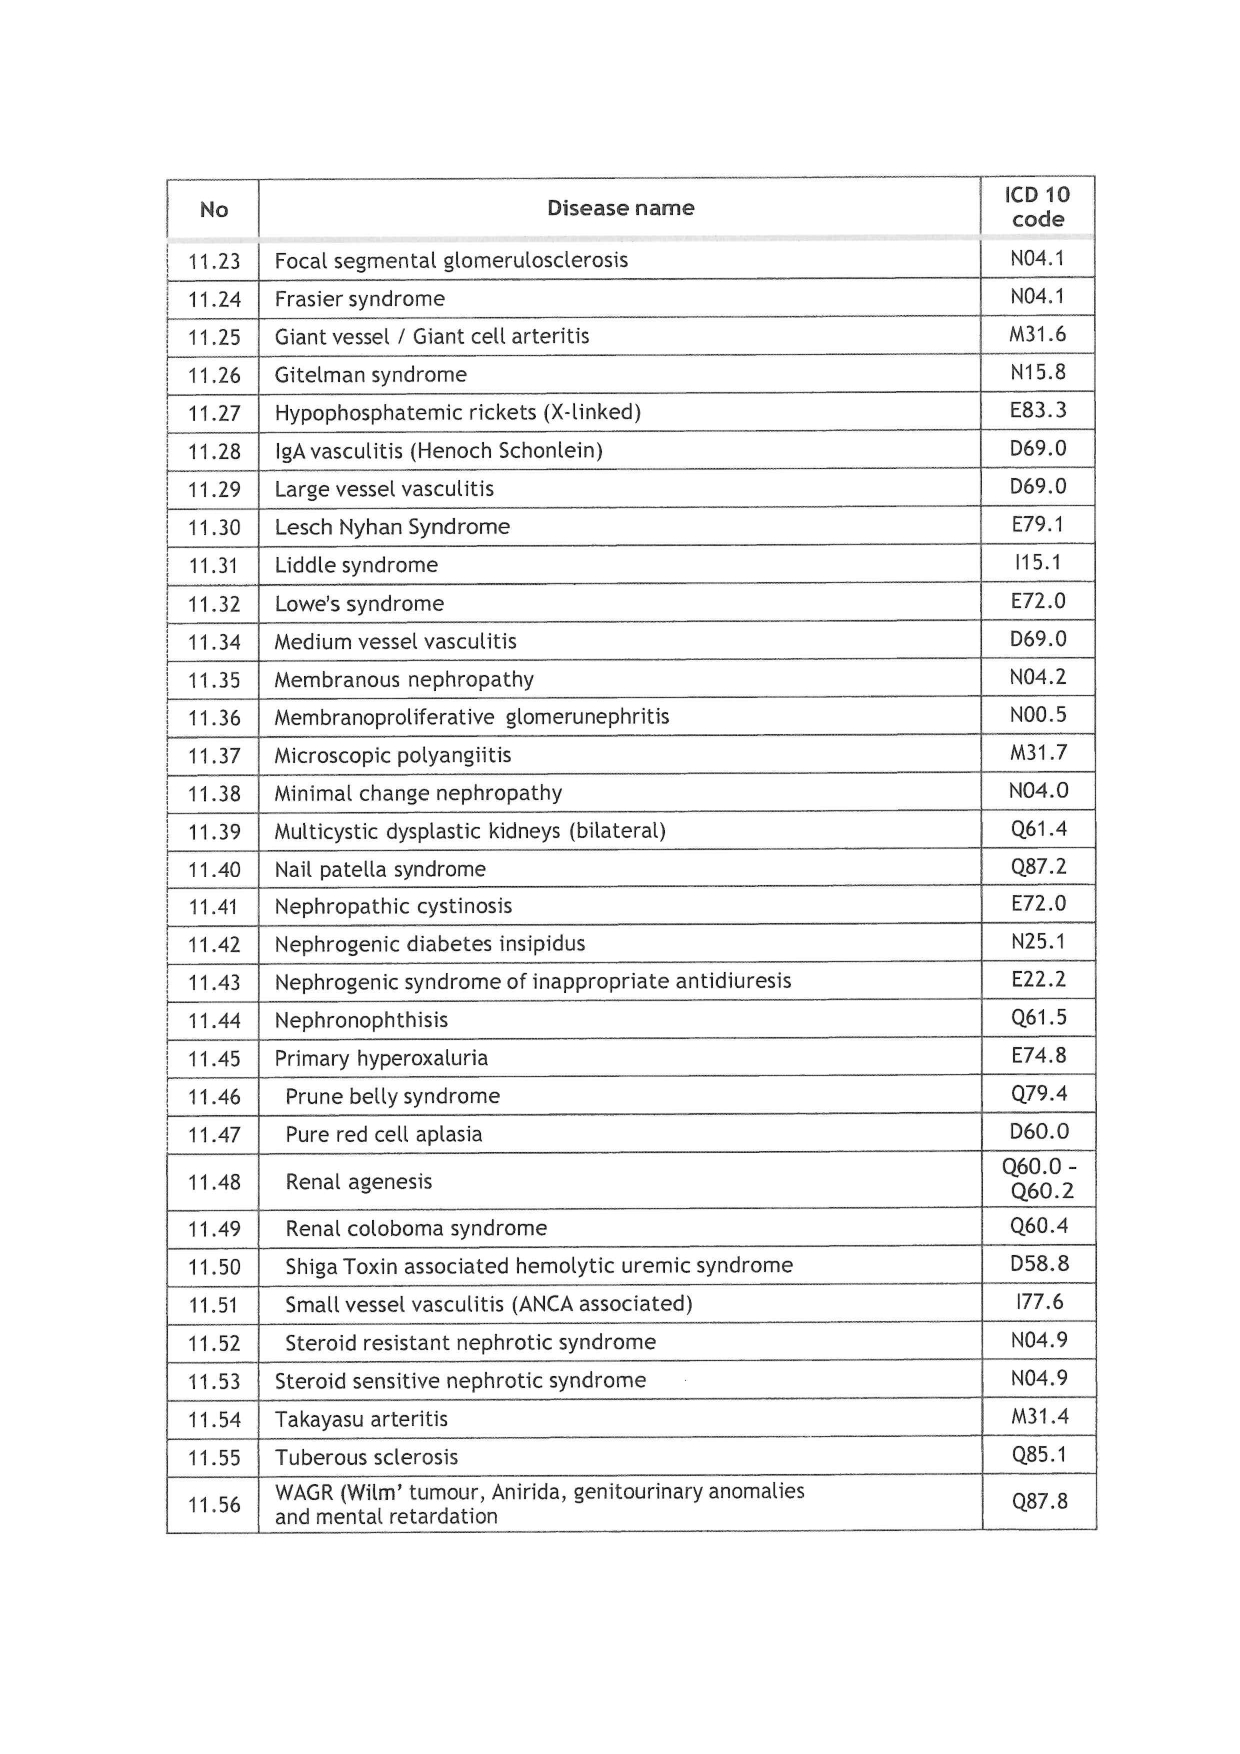 No Disease name ICD 10 code
11.23 Focal segmental glomerulosclerosis N04.1
11.24 Frasier syndrome N04.1
11.25 Giant vessel / Giant cell arteritis M31.6
11.26 Gitelman syndrome N15.8
11.27 Hypophosphatemic rickets (X-linked) E83.3
11.28 IgA vasculitis (Henoch Schonlein) D69.0
11.29 Large vessel vasculitis D69.0
11.30 Lesch Nyhan Syndrome E79.1
11.31 Liddle syndrome I15.1
11.32 Lowe's syndrome E72.0
11.34 Medium vessel vasculitis D69.0
11.35 Membranous nephropathy N04.2
11.36 Membranoproliferative glomerunephritis N00.5
11.37 Microscopic polyangiitis M31.7
11.38 Minimal change nephropathy N04.0
11.39 Multicystic dysplastic kidneys (bilateral) Q61.4
11.40 Nail patella syndrome Q87.2
11.41 Nephropathic cystinosis E72.0
11.42 Nephrogenic diabetes insipidus N25.1
11.43 Nephrogenic syndrome of inappropriate antidiuresis E22.2
11.44 Nephronophthisis Q61.5
11.45 Primary hyperoxaluria E74.8
11.46 Prune belly syndrome Q79.4
11.47 Pure red cell aplasia D60.0
11.48 Renal agenesis Q60.0 -
Q60.2
11.49 Renal coloboma syndrome Q60.4
11.50 Shiga Toxin associated hemolytic uremic syndrome D58.8
11.51 Small vessel vasculitis (ANCA associated) I77.6
11.52 Steroid resistant nephrotic syndrome N04.9
11.53 Steroid sensitive nephrotic syndrome N04.9
11.54 Takayasu arteritis M31.4
11.55 Tuberous sclerosis Q85.1
11.56 WAGR (Wilm' tumour, Anirida, genitourinary anomalies
and mental retardation Q87.8